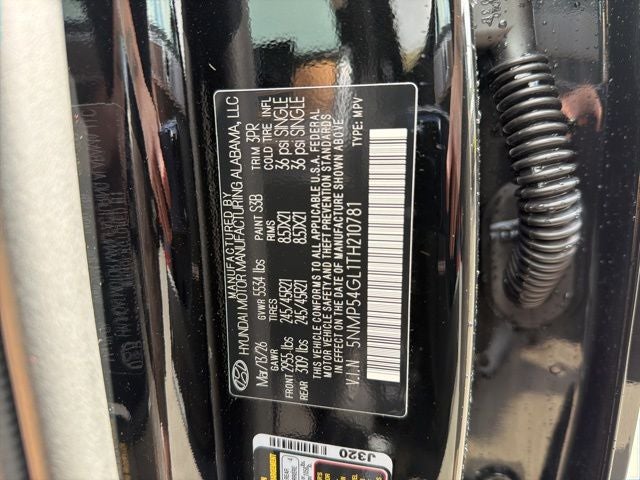 MANUFACTURED BY
HYUNDAI MOTOR MANUFACTURING ALABAMA, LLC
Mar/13/26 GVWR 5534 lbs PAINT S3B TRIM 3PR
GAWR TIRES RIMS COLD TIRE INFL
FRONT 2955 lbs 245/45R21 8.5JX21 36 psi SINGLE
REAR 3109 lbs 245/45R21 8.5JX21 36 psi SINGLE
THIS VEHICLE CONFORMS TO ALL APPLICABLE U.S.A. FEDERAL
MOTOR VEHICLE SAFETY AND THEFT PREVENTION STANDARDS
IN EFFECT ON THE DATE OF MANUFACTURE SHOWN ABOVE
V.I.N 5NMP54GL1TH210781 TYPE: MPV
J320